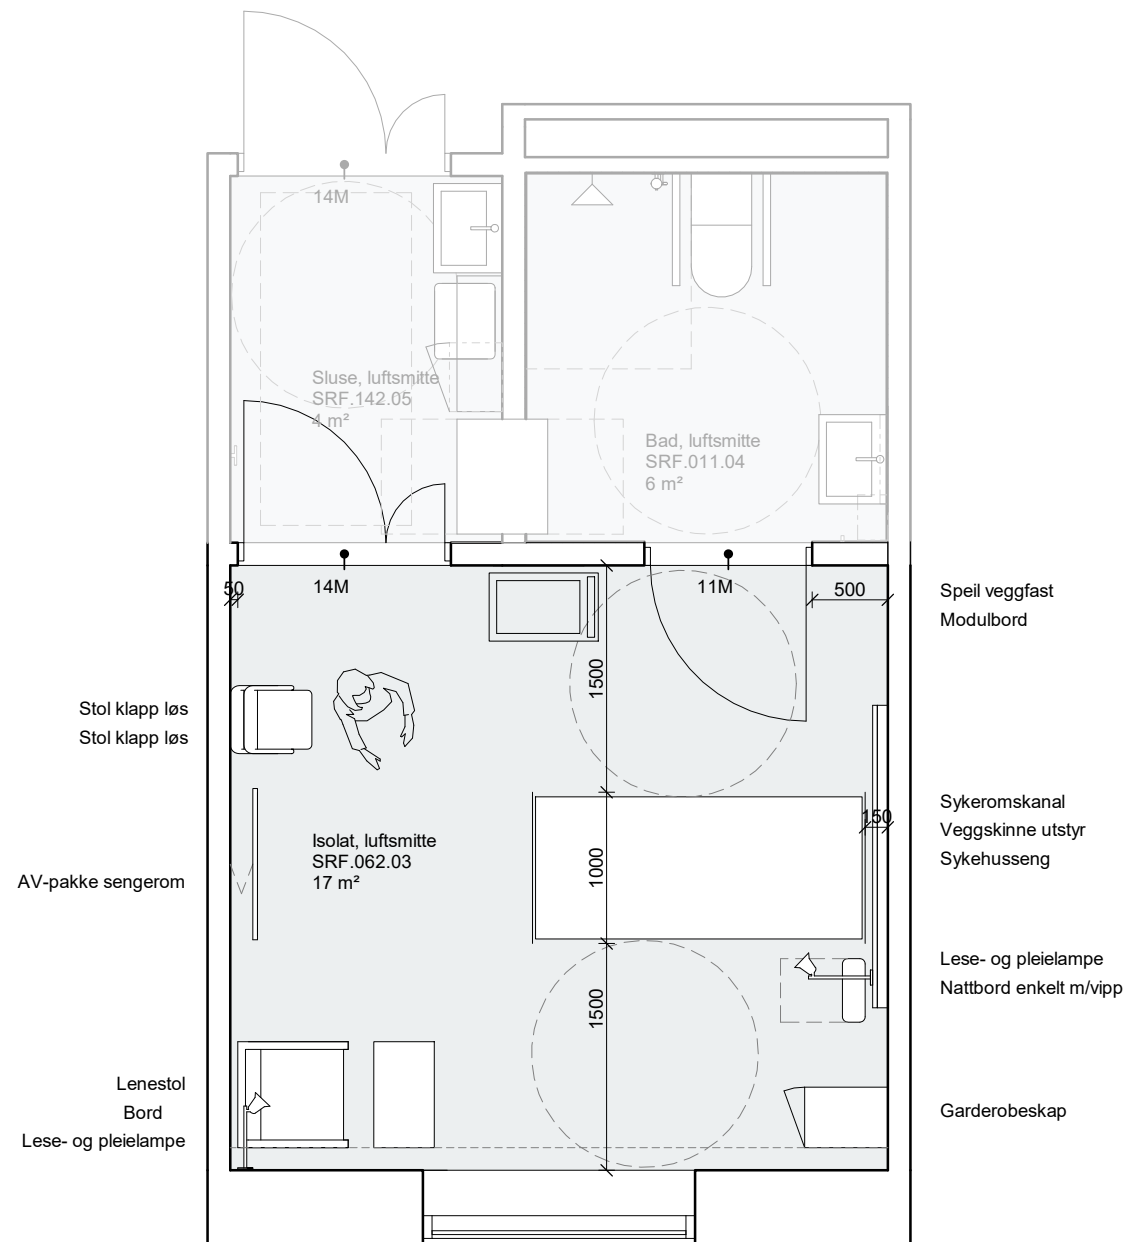 14M
Sluse, luftsmitte
SRF.142.05
4 m²
Bad, luftsmitte
SRF.011.04
6 m²
50
14M
11M
500
Speil veggfast
Modulbord
1500
Stol klapp løs
Stol klapp løs
Sykeromskanal
Veggskinne utstyr
Sykehusseng
150
Isolat, luftsmitte
SRF.062.03
17 m²
1000
AV-pakke sengerom
Lese- og pleielampe
Nattbord enkelt m/vipp
1500
Lenestol
Bord
Lese- og pleielampe
Garderobeskap